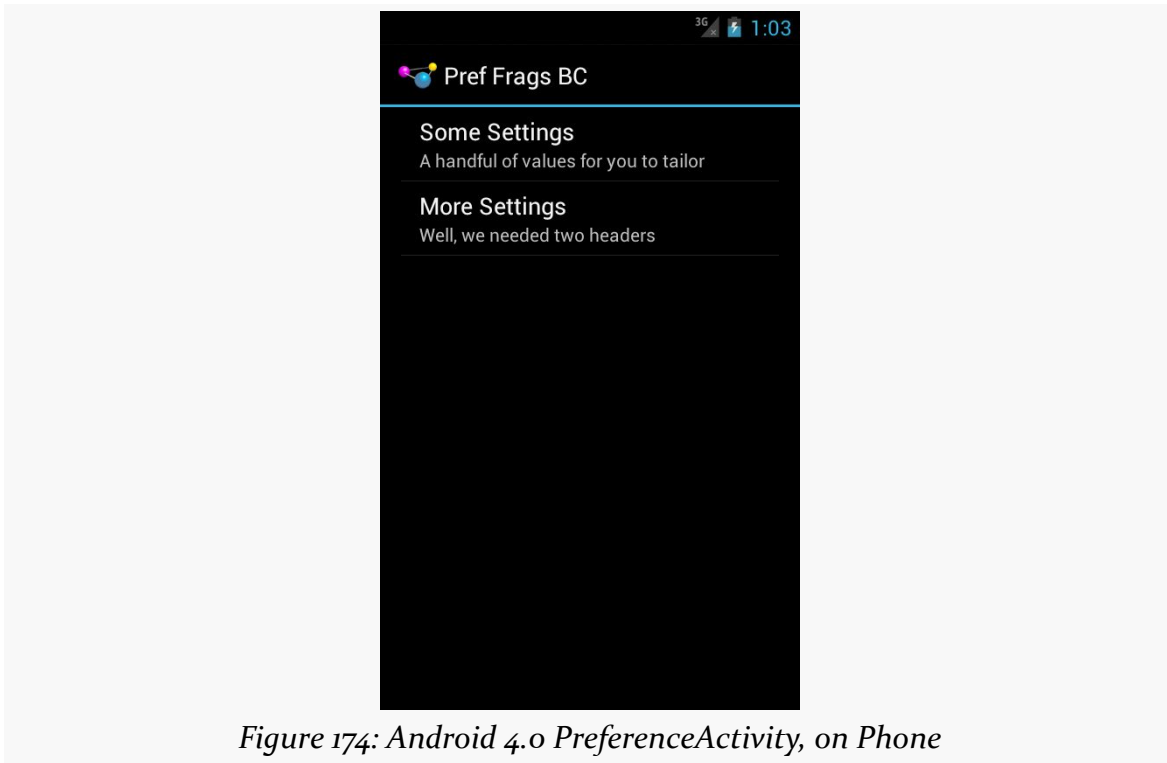 3G 1:03
Pref Frags BC
Some Settings
A handful of values for you to tailor
More Settings
Well, we needed two headers
Figure 174: Android 4.0 PreferenceActivity, on Phone